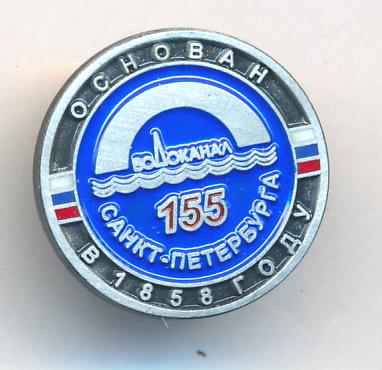 ОСНОВАН
ВОДОКАНАЛ
155
САНКТ-ПЕТЕРБУРГА
В 1858 ГОДУ